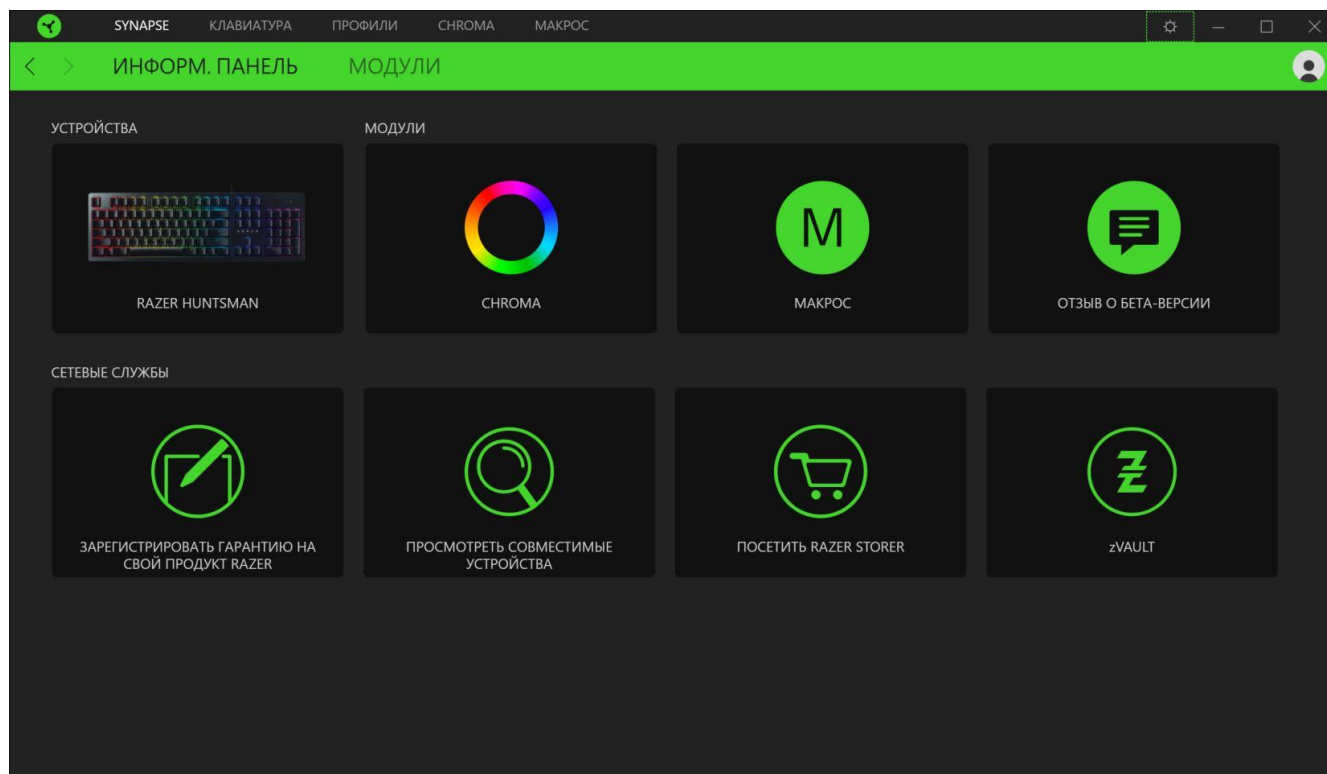 SYNAPSE КЛАВИАТУРА ПРОФИЛИ CHROMA МАКРОС
ИНФОРМ. ПАНЕЛЬ МОДУЛИ
УСТРОЙСТВА МОДУЛИ
M
RAZER HUNTSMAN CHROMA МАКРОС ОТЗЫВ О БЕТА-ВЕРСИИ
СЕТЕВЫЕ СЛУЖБЫ
ЗАРЕГИСТРИРОВАТЬ ГАРАНТИЮ НА
СВОЙ ПРОДУКТ RAZER
ПРОСМОТРЕТЬ СОВМЕСТИМЫЕ
УСТРОЙСТВА
ПОСЕТИТЬ RAZER STORER
zVAULT